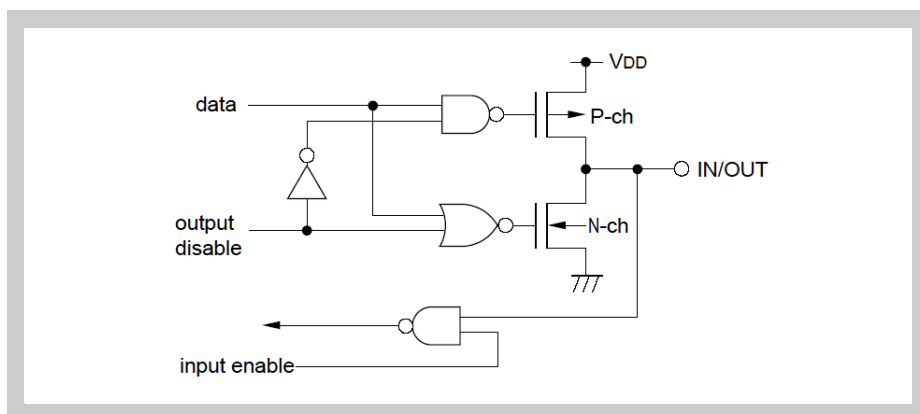 VDD
data
P-ch
IN/OUT
output
disable
N-ch
input enable